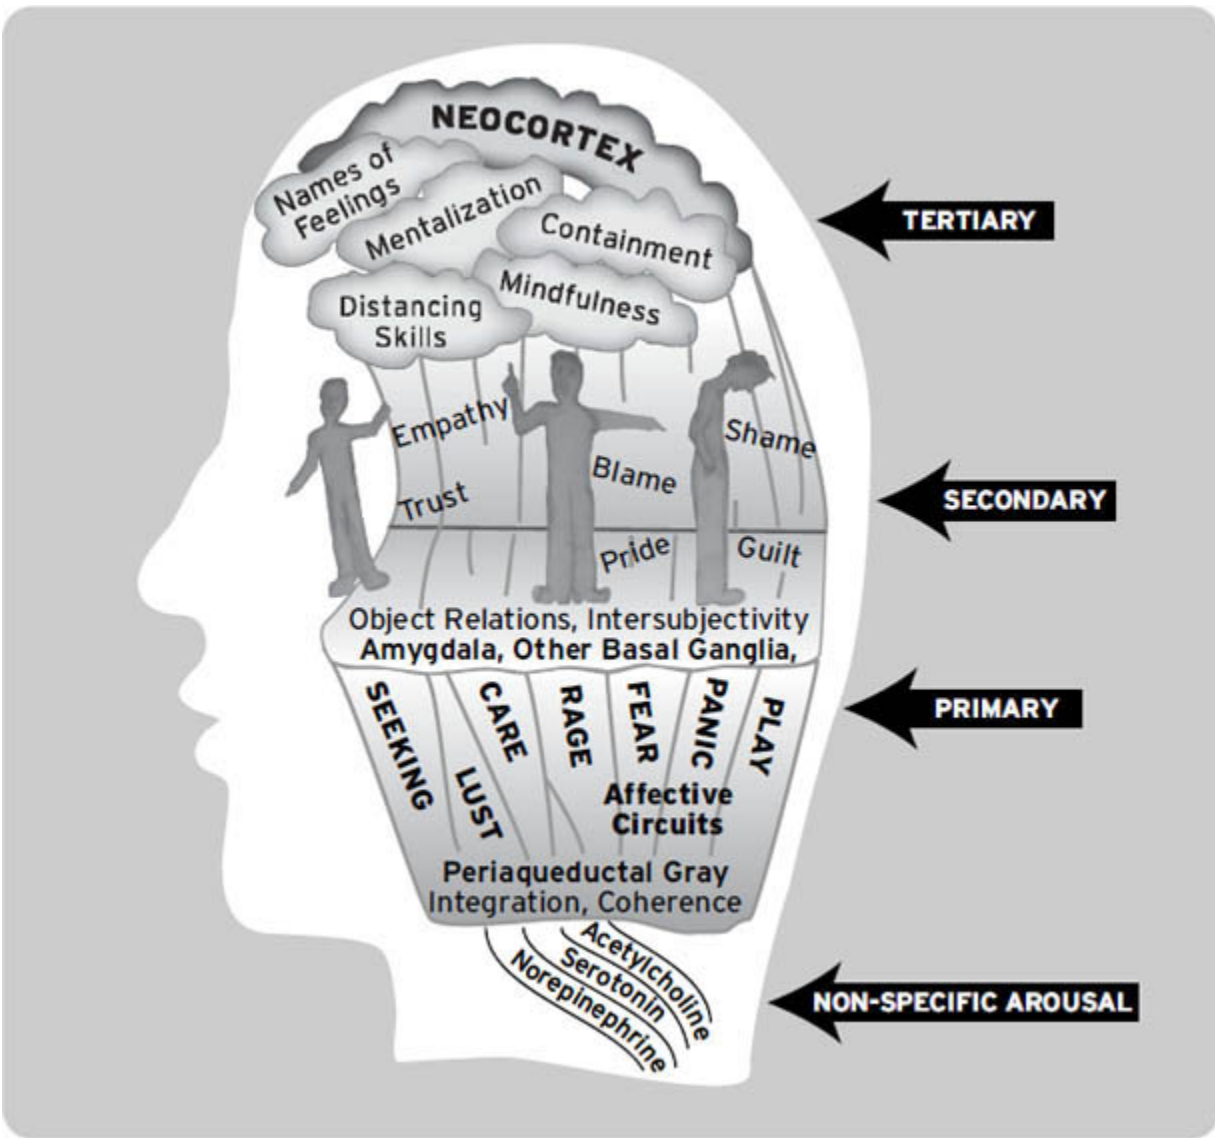 NEOCORTEX
Names of
Feelings
Mentalization
Containment
TERTIARY
Mindfulness
Distancing
Skills
Empathy
Trust
Blame
Shame
SECONDARY
Pride
Guilt
Object Relations, Intersubjectivity
Amygdala, Other Basal Ganglia,
SEEKING
LUST
CARE
RAGE
FEAR
PANIC
PLAY
PRIMARY
Affective
Circuits
Periaqueductal Gray
Integration, Coherence
Acetylcholine
Serotonin
Norepinephrine
NON-SPECIFIC AROUSAL